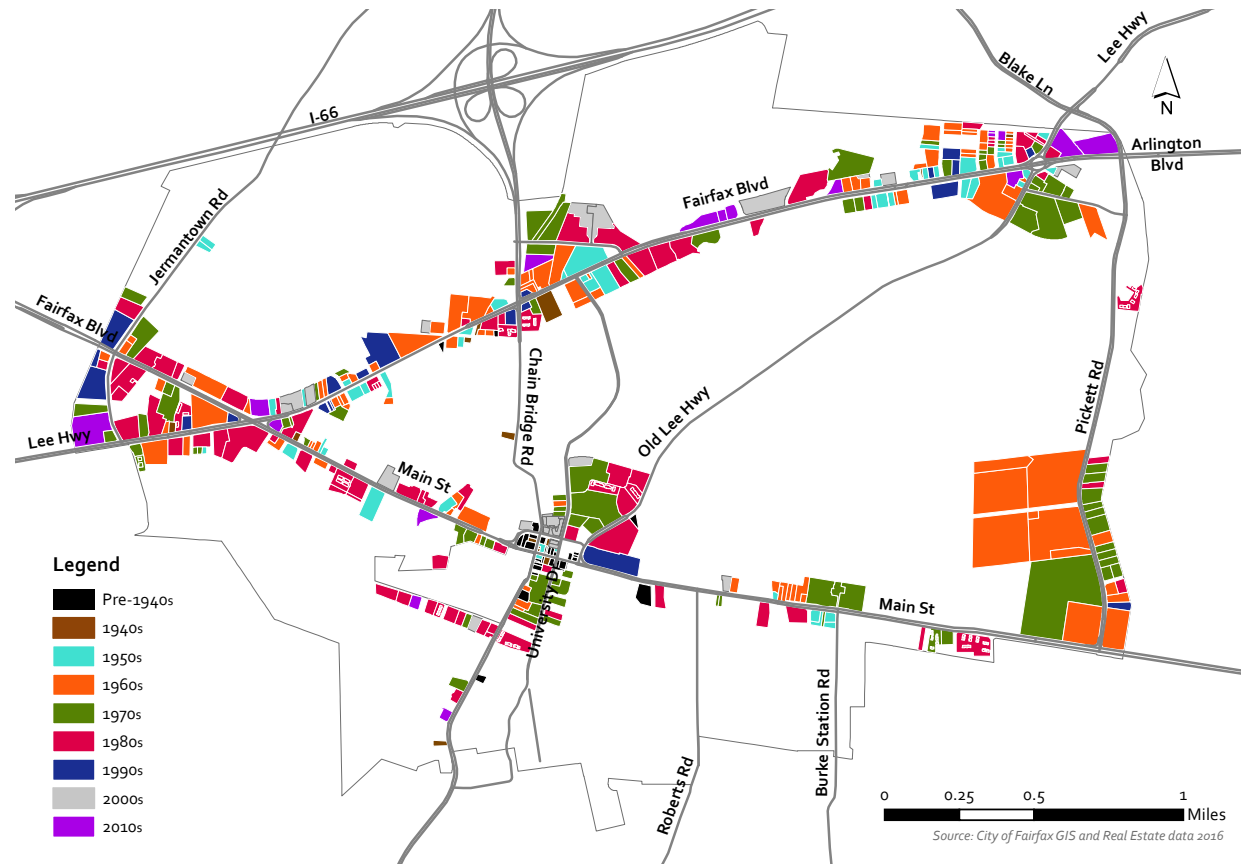 Lee Hwy
Blake Ln
N
I-66
Arlington
Blvd
Jermantown Rd
Fairfax Blvd
Fairfax Blvd
Chain Bridge Rd
Old Lee Hwy
Pickett Rd
Lee Hwy
Main St
University Dr
Main St
Burke Station Rd
Roberts Rd
Legend
Pre-1940s
1940s
1950s
1960s
1970s
1980s
1990s
2000s
2010s
0 0.25 0.5 1
Miles
Source: City of Fairfax GIS and Real Estate data 2016